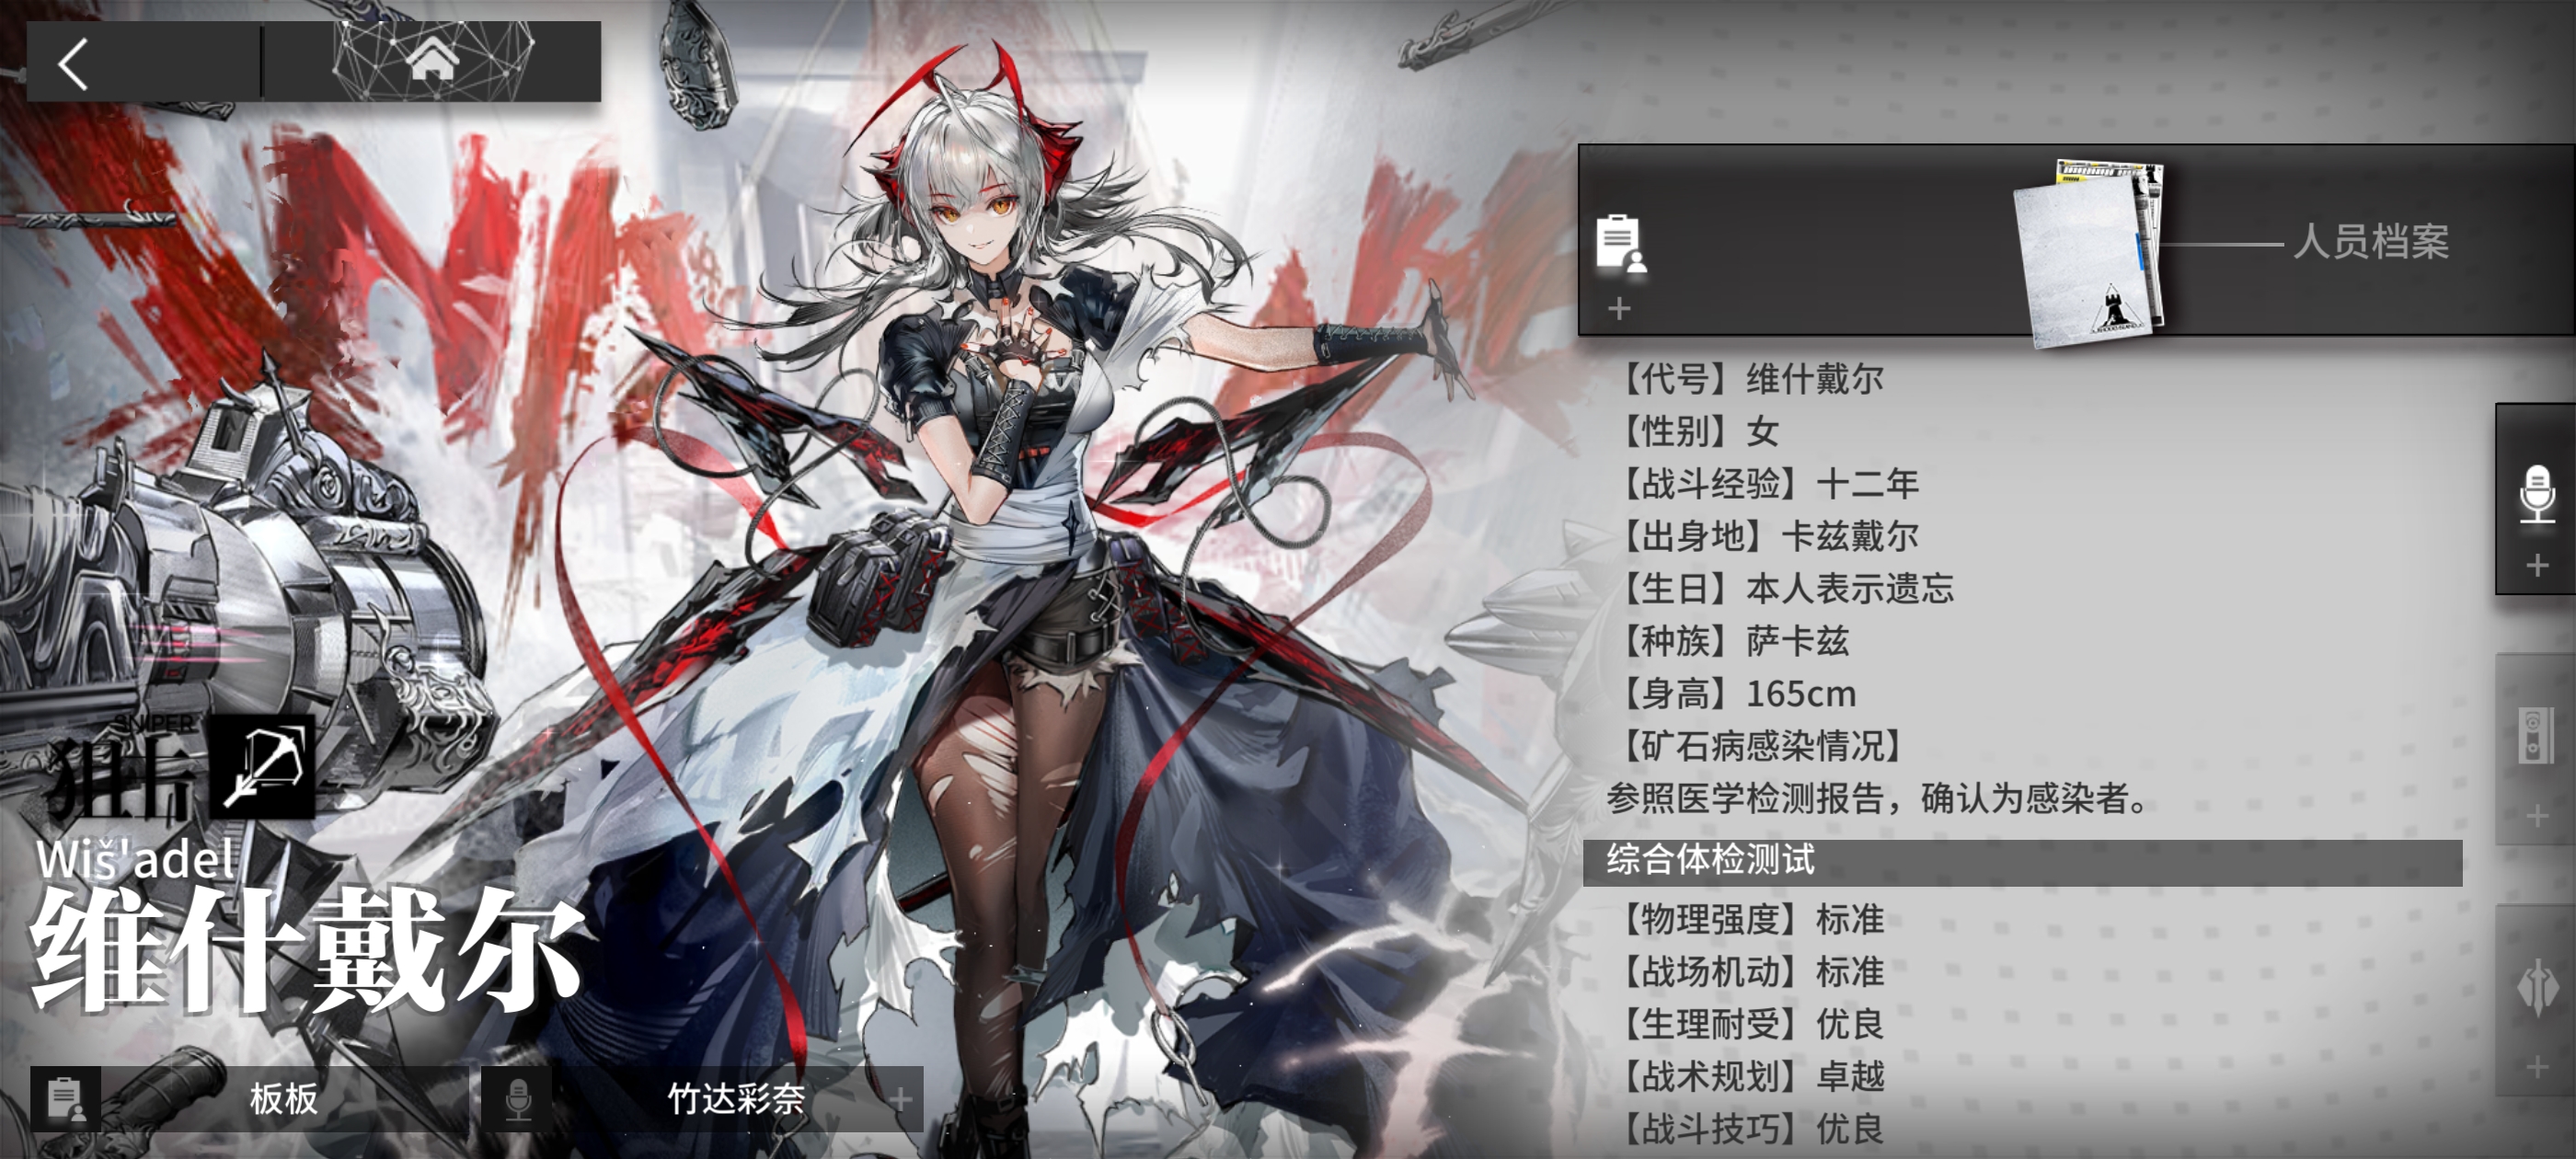 人员档案
【代号】维什戴尔
【性别】女
【战斗经验】十二年
【出身地】卡兹戴尔
【生日】本人表示遗忘
【种族】萨卡兹
【身高】165cm
【矿石病感染情况】
参照医学检测报告，确认为感染者。
综合体检测试
【物理强度】标准
【战场机动】标准
【生理耐受】优良
【战术规划】卓越
【战斗技巧】优良
SNIPER
狙击
Wiš'adel
维什戴尔
板板
竹达彩奈